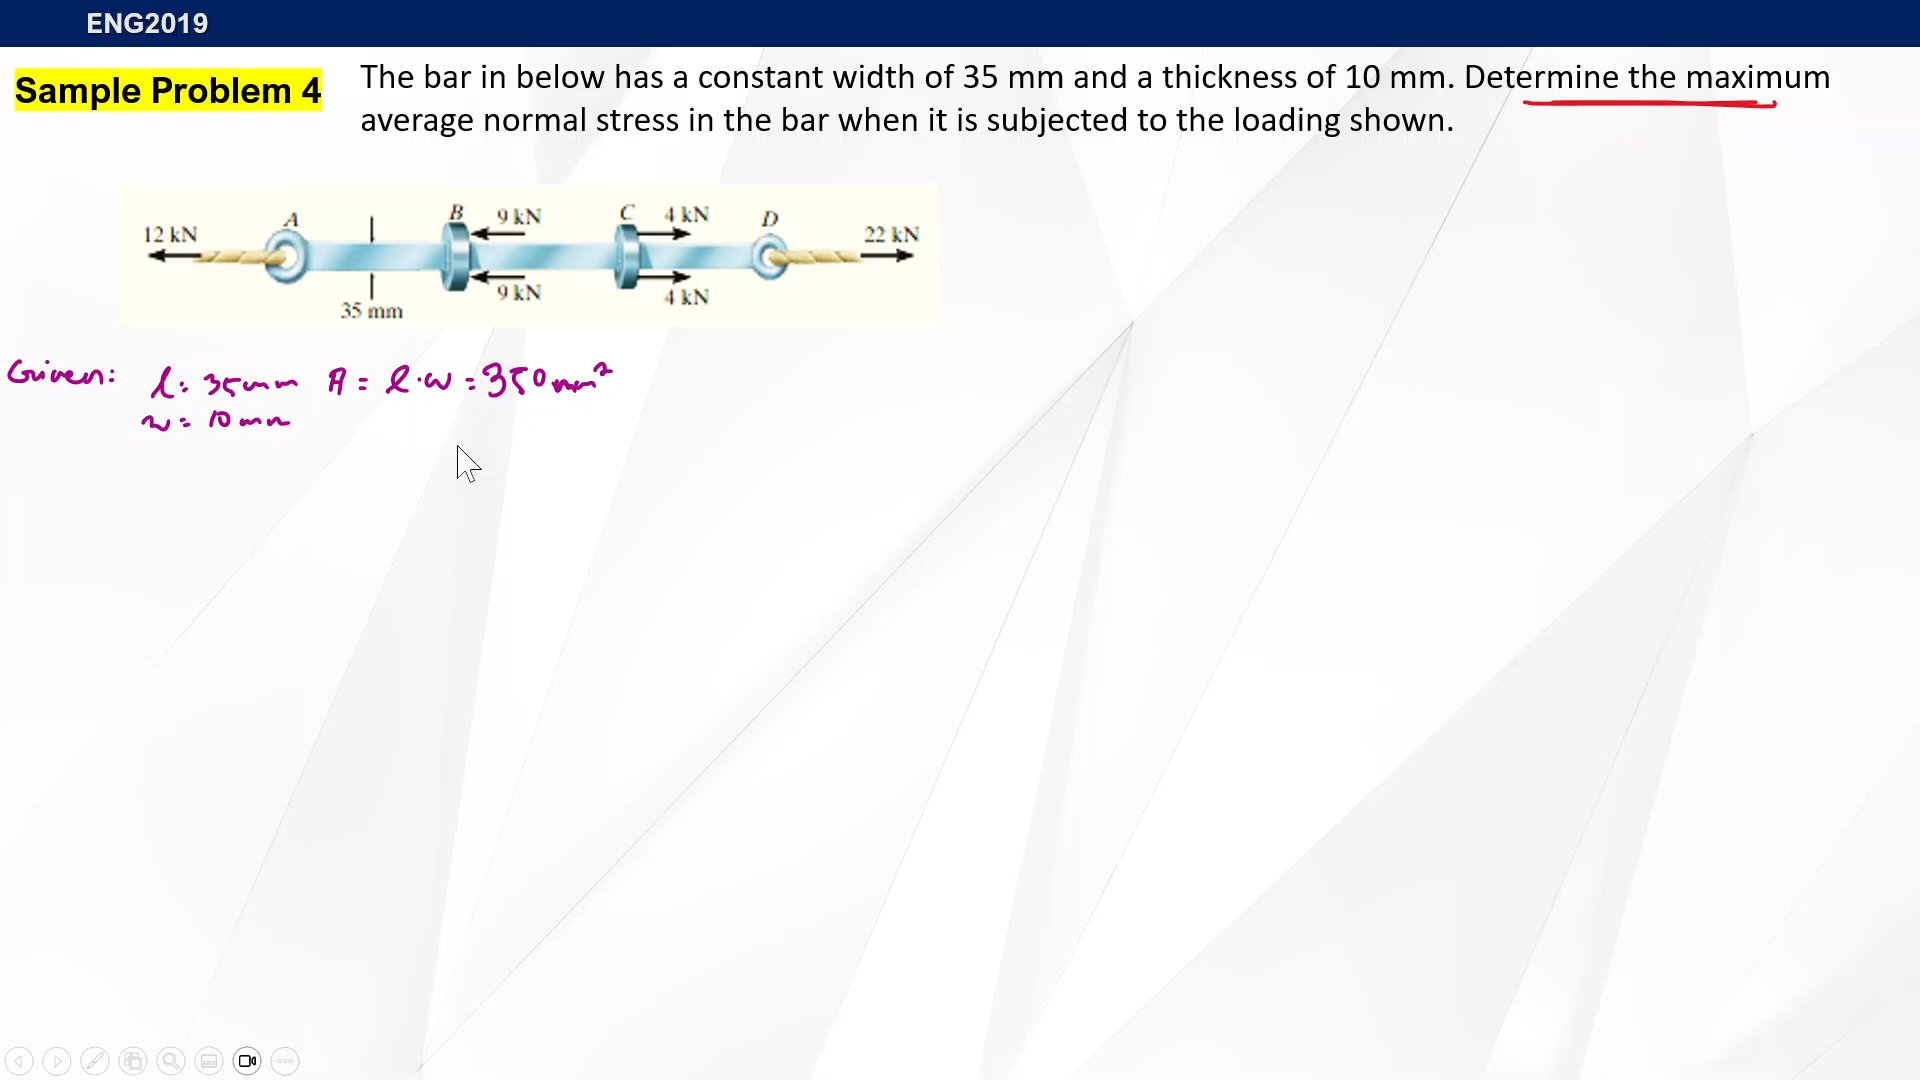 ENG2019
Sample Problem 4
The bar in below has a constant width of 35 mm and a thickness of 10 mm. Determine the maximum
average normal stress in the bar when it is subjected to the loading shown.
12 kN A B 9 kN C 4 kN D 22 kN
35 mm 9 kN 4 kN
Given: l: 35mm A = l·w = 350mm²
w = 10mm